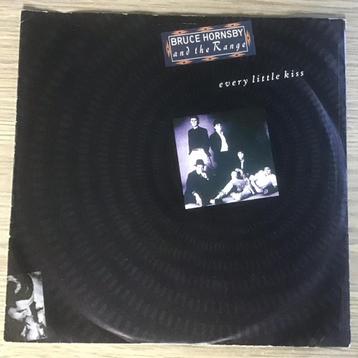 BRUCE HORNSBY
and the Range
every little kiss